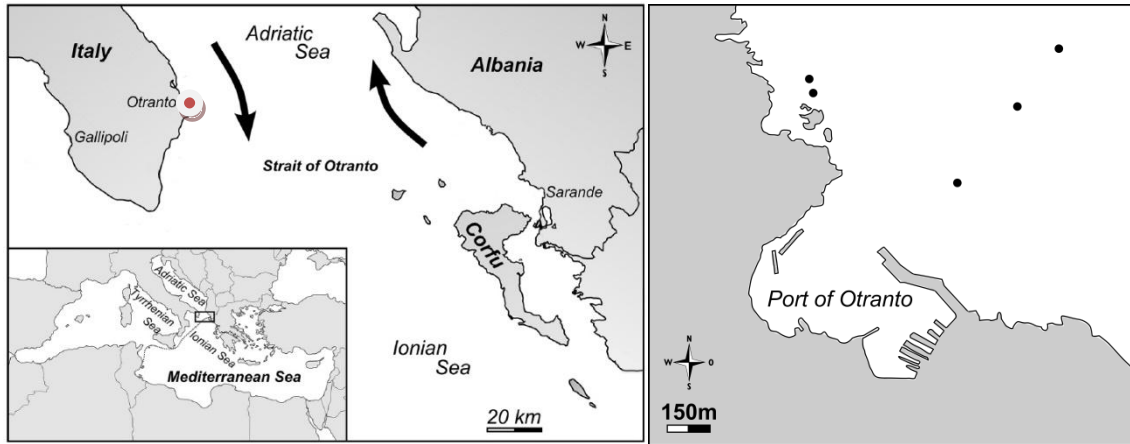 Italy
Adriatic
Sea
N
W E
S
Albania
Otranto
Gallipoli
Strait of Otranto
Sarande
Corfu
Ionian
Sea
20 km
Adriatic Sea
Tyrrhenian
Sea
Ionian Sea
Mediterranean Sea
Port of Otranto
N
W O
S
150m